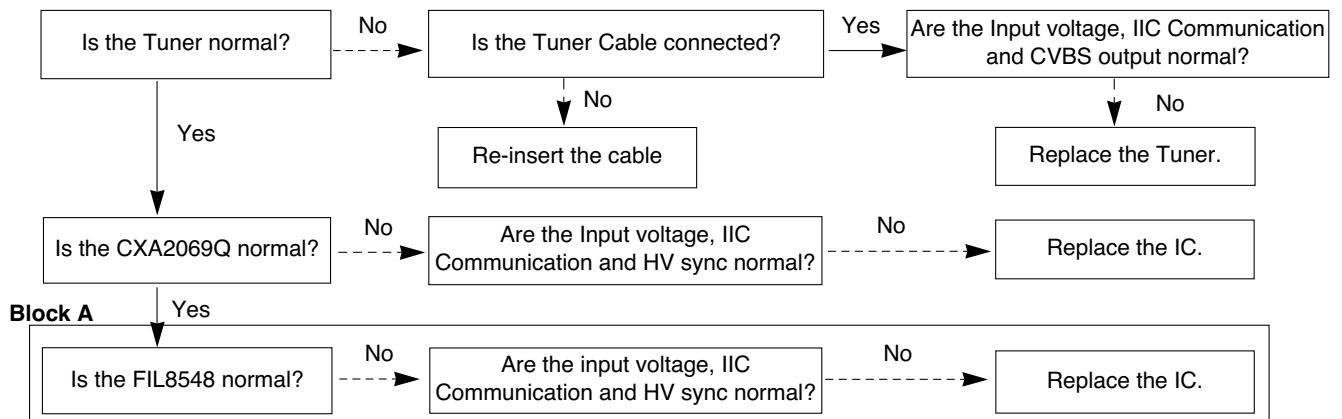 Is the Tuner normal?
No
Is the Tuner Cable connected?
Yes
Are the Input voltage, IIC Communication
and CVBS output normal?
Yes
No
Re-insert the cable
No
Replace the Tuner.
Is the CXA2069Q normal?
No
Are the Input voltage, IIC
Communication and HV sync normal?
No
Replace the IC.
Yes
Block A
Is the FIL8548 normal?
No
Are the input voltage, IIC
Communication and HV sync normal?
No
Replace the IC.